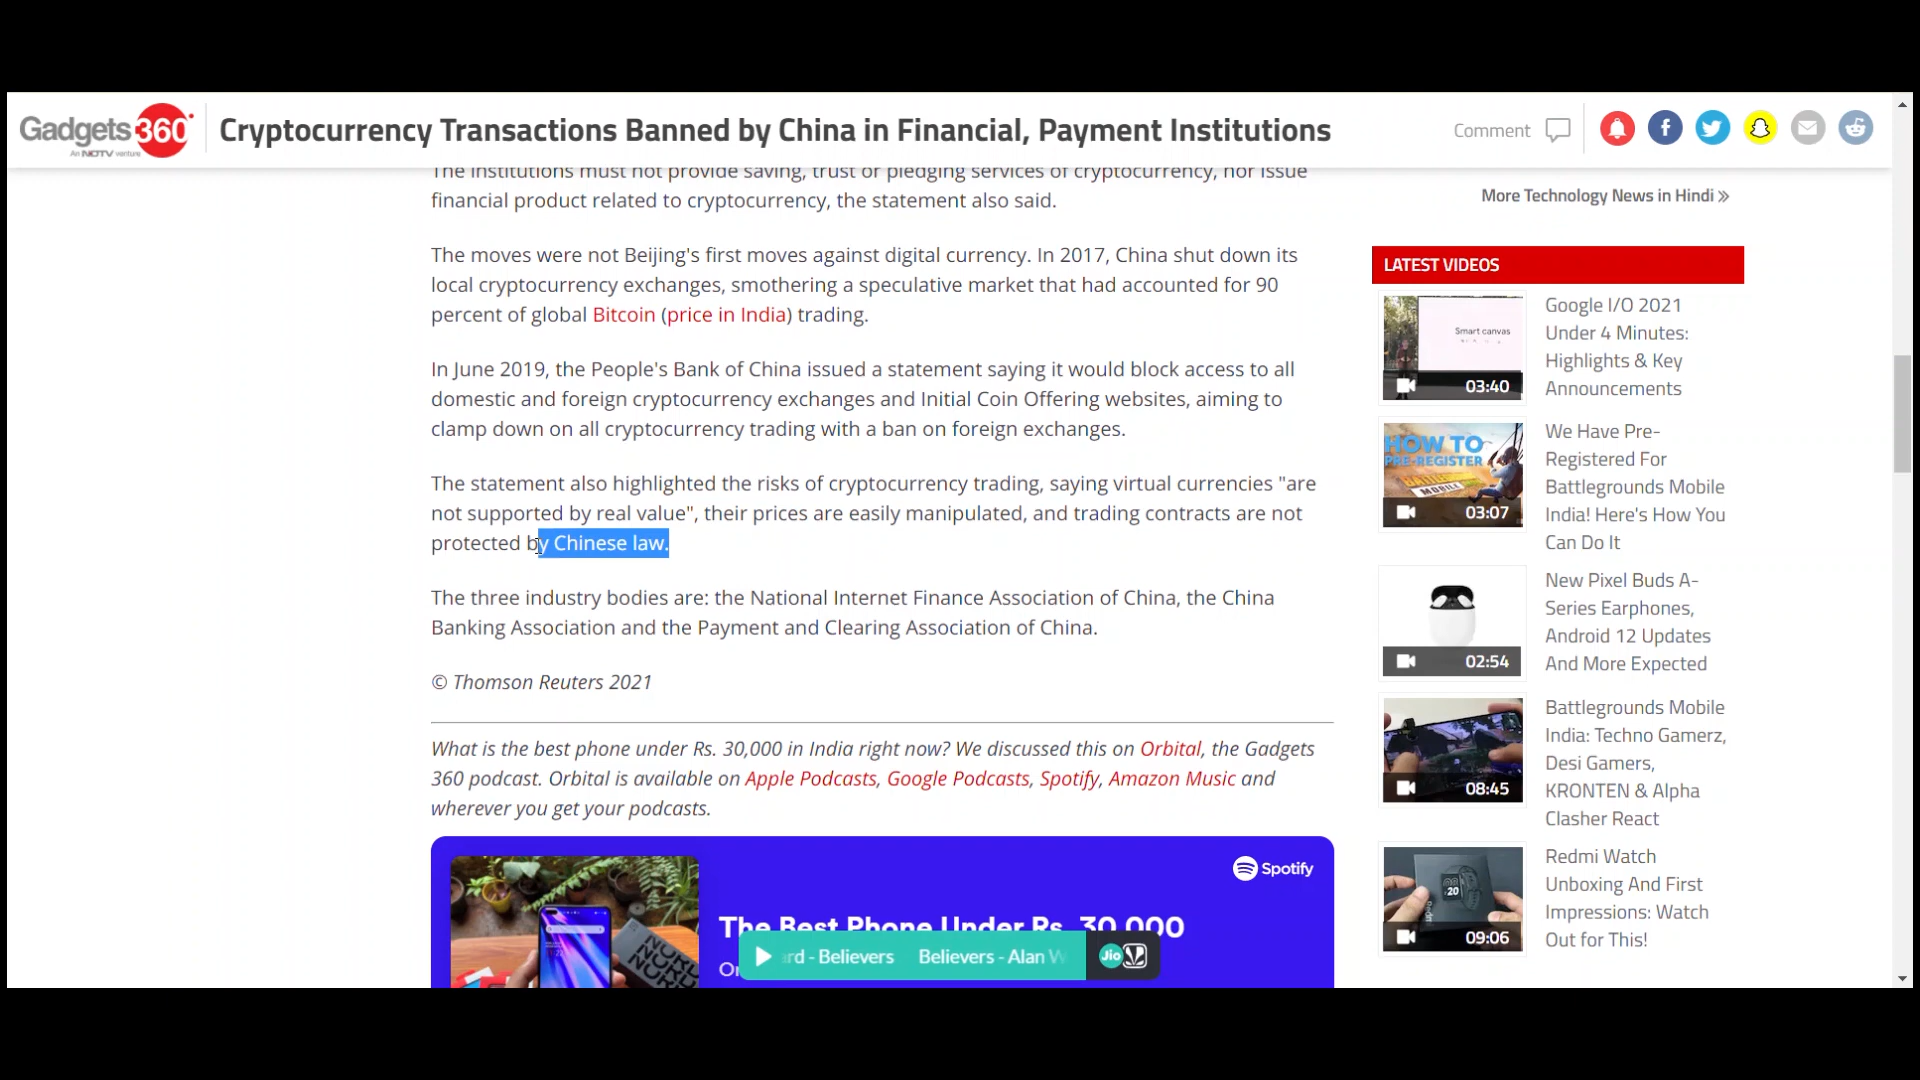 Gadgets 360
An NDTV venture
Cryptocurrency Transactions Banned by China in Financial, Payment Institutions
Comment
The institutions must not provide saving, trust or pledging services of cryptocurrency, nor issue
financial product related to cryptocurrency, the statement also said.
The moves were not Beijing's first moves against digital currency. In 2017, China shut down its
local cryptocurrency exchanges, smothering a speculative market that had accounted for 90
percent of global Bitcoin (price in India) trading.
In June 2019, the People's Bank of China issued a statement saying it would block access to all
domestic and foreign cryptocurrency exchanges and Initial Coin Offering websites, aiming to
clamp down on all cryptocurrency trading with a ban on foreign exchanges.
The statement also highlighted the risks of cryptocurrency trading, saying virtual currencies "are
not supported by real value", their prices are easily manipulated, and trading contracts are not
protected by Chinese law.
The three industry bodies are: the National Internet Finance Association of China, the China
Banking Association and the Payment and Clearing Association of China.
© Thomson Reuters 2021
What is the best phone under Rs. 30,000 in India right now? We discussed this on Orbital, the Gadgets
360 podcast. Orbital is available on Apple Podcasts, Google Podcasts, Spotify, Amazon Music and
wherever you get your podcasts.
Spotify
The Best Phone Under Rs. 30,000
rd - Believers Believers - Alan W
Jio
More Technology News in Hindi »
LATEST VIDEOS
Smart canvas
03:40
Google I/O 2021
Under 4 Minutes:
Highlights & Key
Announcements
HOW TO
PRE-REGISTER
BATTLEGROUNDS
MOBILE
03:07
We Have Pre-
Registered For
Battlegrounds Mobile
India! Here's How You
Can Do It
02:54
New Pixel Buds A-
Series Earphones,
Android 12 Updates
And More Expected
08:45
Battlegrounds Mobile
India: Techno Gamerz,
Desi Gamers,
KRONTEN & Alpha
Clasher React
20
09:06
Redmi Watch
Unboxing And First
Impressions: Watch
Out for This!